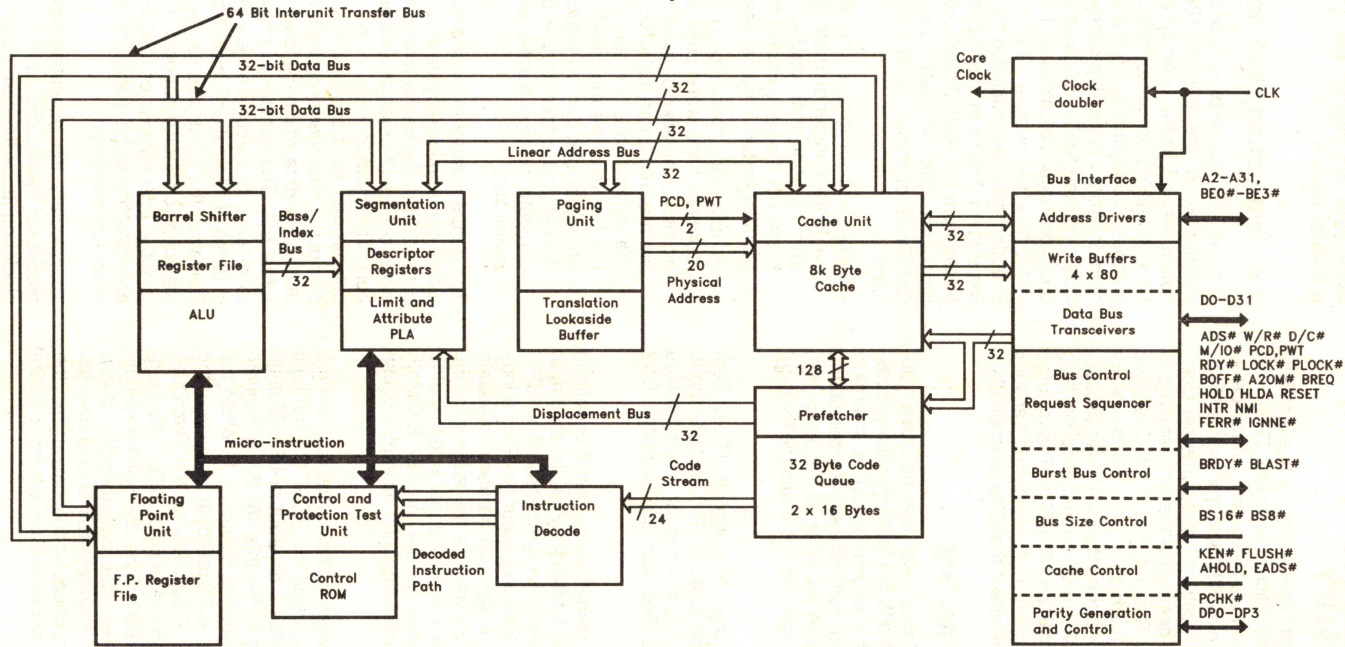 64 Bit Interunit Transfer Bus
32-bit Data Bus
32
32-bit Data Bus
32
Linear Address Bus
32
32
Core
Clock
Clock
doubler
CLK
Barrel Shifter
Register File
ALU
Base/
Index
Bus
32
Segmentation
Unit
Descriptor
Registers
Limit and
Attribute
PLA
Paging
Unit
Translation
Lookaside
Buffer
PCD, PWT
2
20
Physical
Address
Cache Unit
8k Byte
Cache
32
32
32
128
Prefetcher
32 Byte Code
Queue
2 x 16 Bytes
Displacement Bus
32
micro-instruction
Code
Stream
24
Floating
Point
Unit
F.P. Register
File
Control and
Protection Test
Unit
Control
ROM
Decoded
Instruction
Path
Instruction
Decode
Bus Interface
Address Drivers
Write Buffers
4 x 80
Data Bus
Transceivers
Bus Control
Request Sequencer
Burst Bus Control
Bus Size Control
Cache Control
Parity Generation
and Control
A2-A31,
BE0#-BE3#
D0-D31
ADS# W/R# D/C#
M/IO# PCD,PWT
RDY# LOCK# PLOCK#
BOFF# A20M# BREQ
HOLD HLDA RESET
INTR NMI
FERR# IGNNE#
BRDY# BLAST#
BS16# BS8#
KEN# FLUSH#
AHOLD, EADS#
PCHK#
DP0-DP3